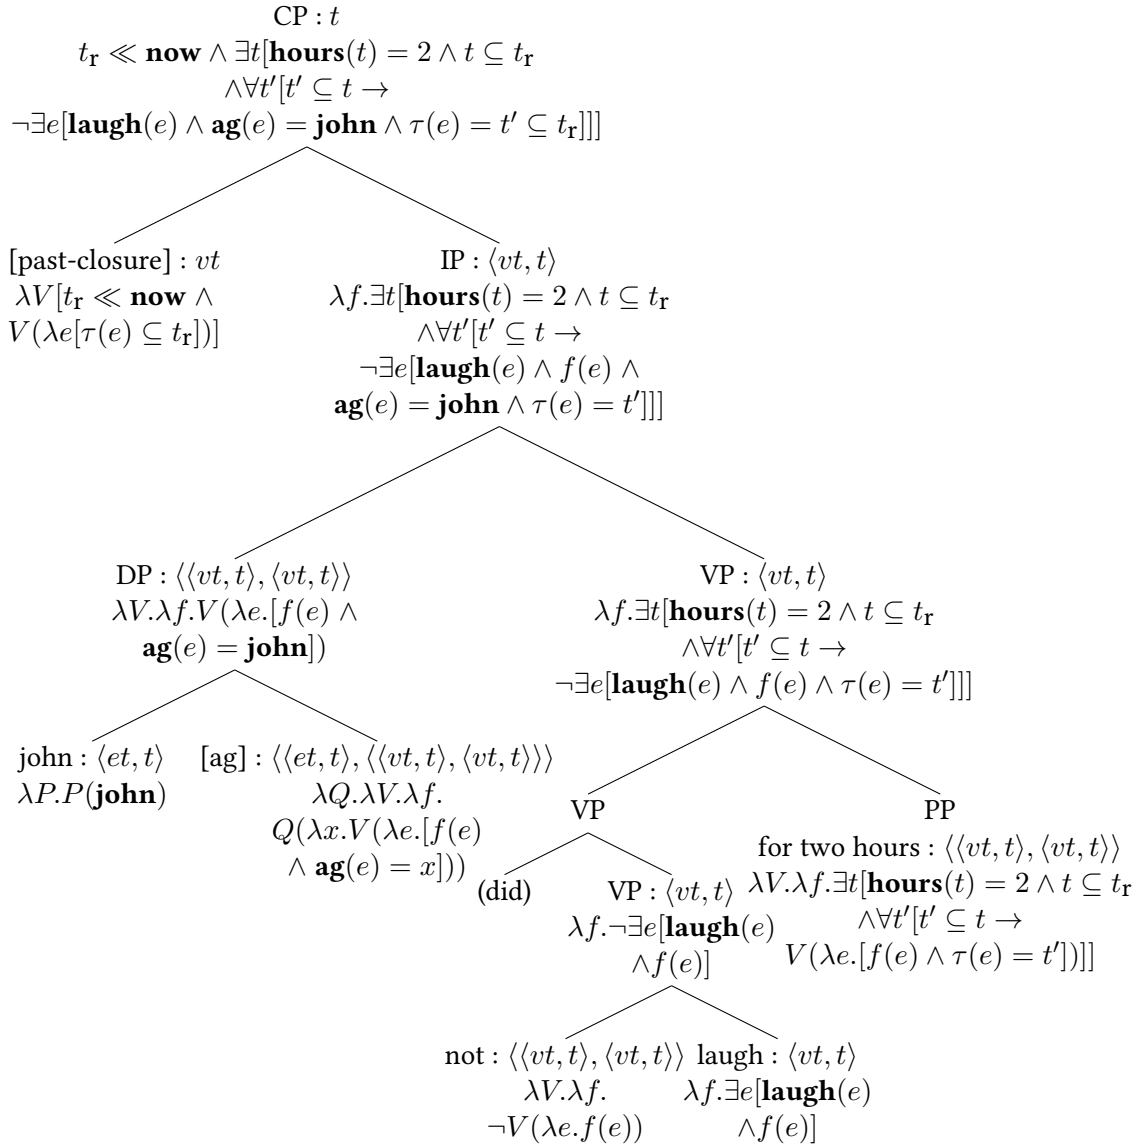 CP : t
t_r ≪ now ∧ ∃t[hours(t) = 2 ∧ t ⊆ t_r
∧∀t′[t′ ⊆ t →
¬∃e[laugh(e) ∧ ag(e) = john ∧ τ(e) = t′ ⊆ t_r]]]
[past-closure] : vt
λV[t_r ≪ now ∧
V(λe[τ(e) ⊆ t_r])]
IP : ⟨vt, t⟩
λf.∃t[hours(t) = 2 ∧ t ⊆ t_r
∧∀t′[t′ ⊆ t →
¬∃e[laugh(e) ∧ f(e) ∧
ag(e) = john ∧ τ(e) = t′]]]
DP : ⟨⟨vt, t⟩, ⟨vt, t⟩⟩
λV.λf.V(λe.[f(e) ∧
ag(e) = john])
VP : ⟨vt, t⟩
λf.∃t[hours(t) = 2 ∧ t ⊆ t_r
∧∀t′[t′ ⊆ t →
¬∃e[laugh(e) ∧ f(e) ∧ τ(e) = t′]]]
john : ⟨et, t⟩
λP.P(john)
[ag] : ⟨⟨et, t⟩, ⟨⟨vt, t⟩, ⟨vt, t⟩⟩⟩
λQ.λV.λf.
Q(λx.V(λe.[f(e)
∧ ag(e) = x]))
VP
(did)
VP : ⟨vt, t⟩
λf.¬∃e[laugh(e)
∧f(e)]
PP
for two hours : ⟨⟨vt, t⟩, ⟨vt, t⟩⟩
λV.λf.∃t[hours(t) = 2 ∧ t ⊆ t_r
∧∀t′[t′ ⊆ t →
V(λe.[f(e) ∧ τ(e) = t′])]]
not : ⟨⟨vt, t⟩, ⟨vt, t⟩⟩
λV.λf.
¬V(λe.f(e))
laugh : ⟨vt, t⟩
λf.∃e[laugh(e)
∧f(e)]